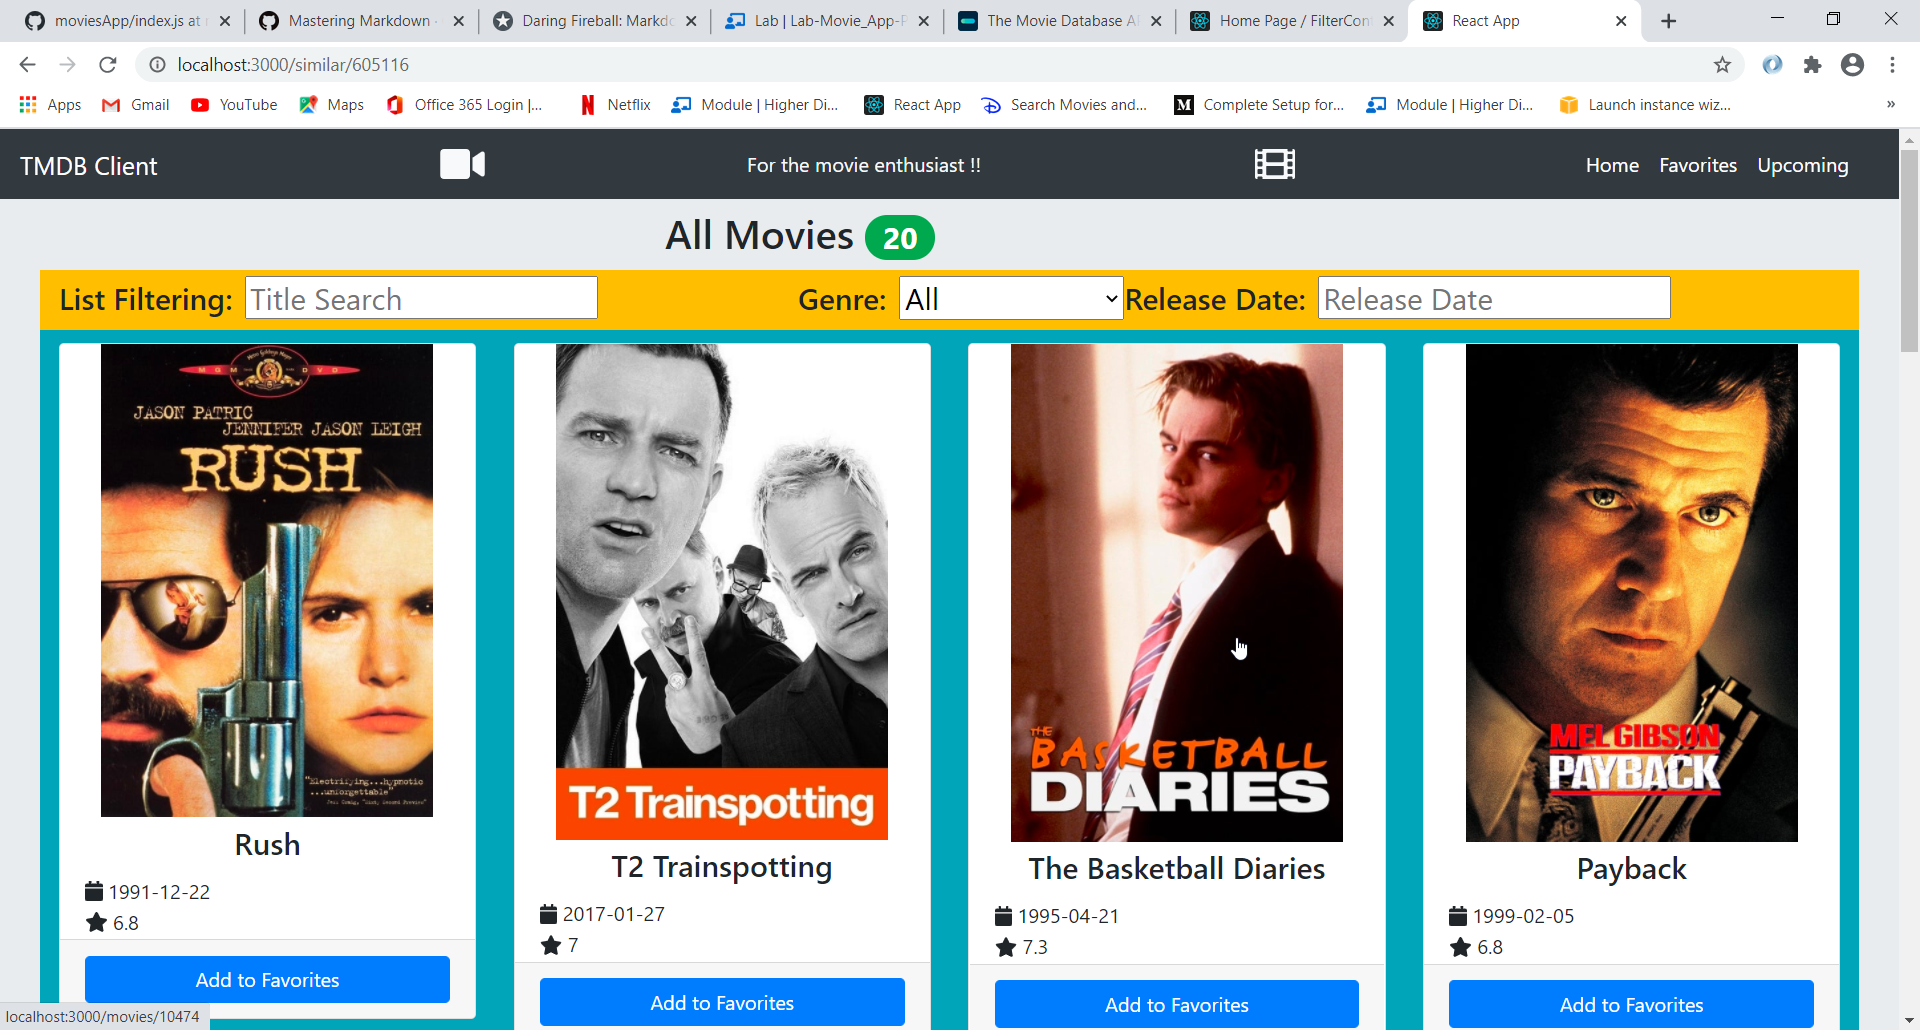 moviesApp/index.js at
Mastering Markdown ·
Daring Fireball: Markdo
Lab | Lab-Movie_App-P
The Movie Database AP
Home Page / FilterCont
React App
localhost:3000/similar/605116
Apps
Gmail
YouTube
Maps
Office 365 Login |...
Netflix
Module | Higher Di...
React App
Search Movies and...
Complete Setup for...
Module | Higher Di...
Launch instance wiz...
»
TMDB Client
For the movie enthusiast !!
Home Favorites Upcoming
All Movies 20
List Filtering: Title Search Genre: All Release Date: Release Date
MGM DVD
JASON PATRIC
JENNIFER JASON LEIGH
RUSH
"Electrifying...hypnotic
...unforgettable"
Rush
1991-12-22
6.8
Add to Favorites
T2 Trainspotting
T2 Trainspotting
2017-01-27
7
Add to Favorites
THE
BASKETBALL
DIARIES
The Basketball Diaries
1995-04-21
7.3
Add to Favorites
MEL GIBSON
PAYBACK
Payback
1999-02-05
6.8
Add to Favorites
localhost:3000/movies/10474